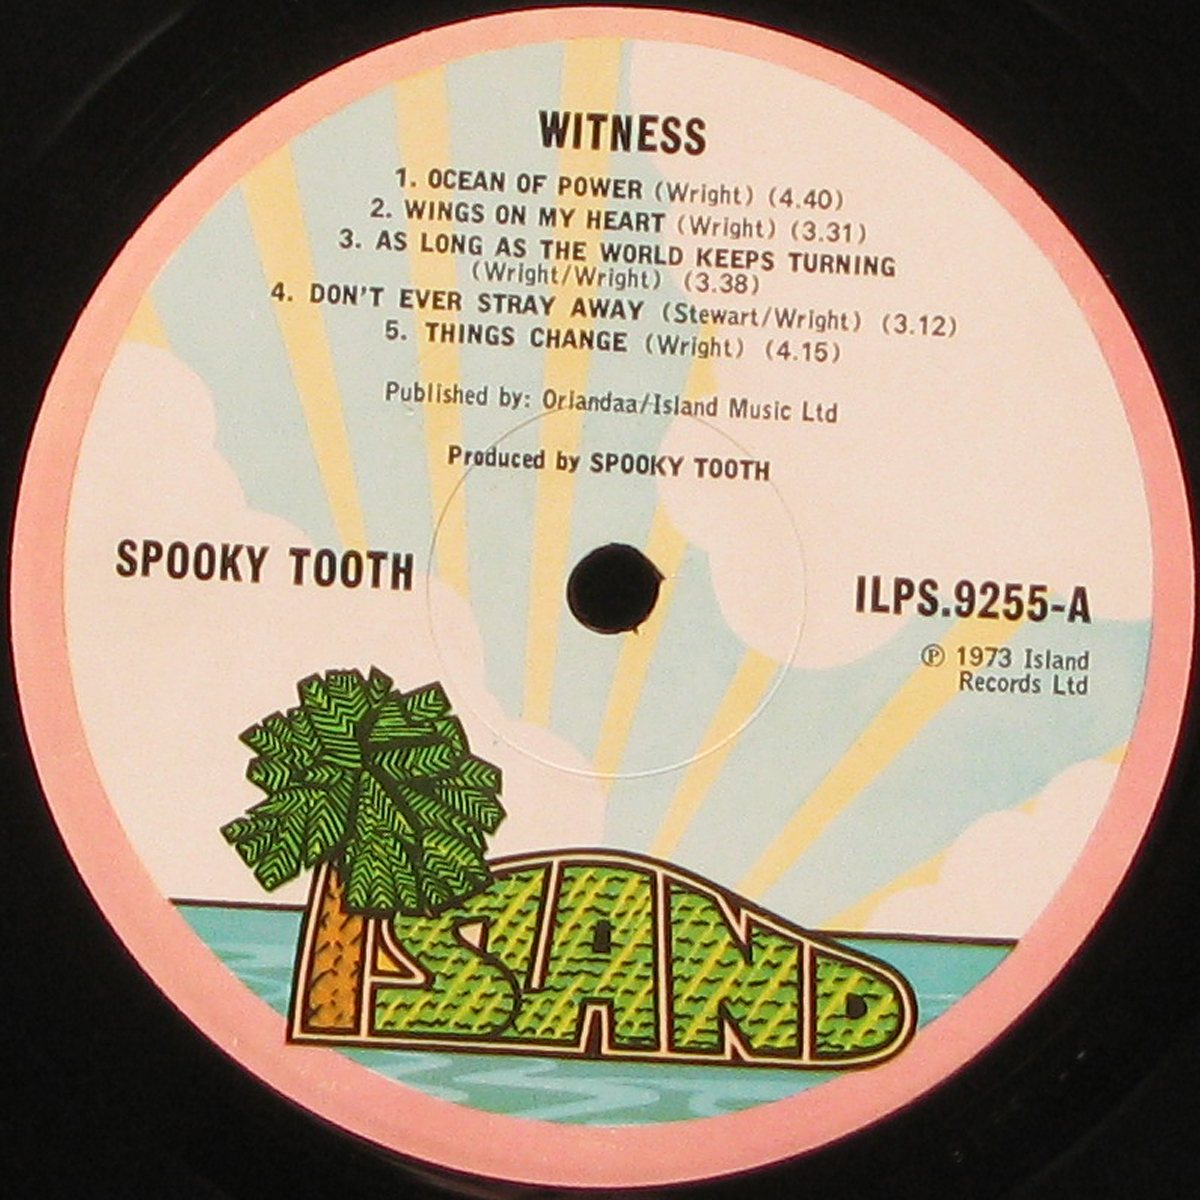 WITNESS
1. OCEAN OF POWER (Wright) (4.40)
2. WINGS ON MY HEART (Wright) (3.31)
3. AS LONG AS THE WORLD KEEPS TURNING
(Wright/Wright) (3.38)
4. DON'T EVER STRAY AWAY (Stewart/Wright) (3.12)
5. THINGS CHANGE (Wright) (4.15)
Published by: Orlandaa/Island Music Ltd
Produced by SPOOKY TOOTH
SPOOKY TOOTH
ILPS.9255-A
℗ 1973 Island
Records Ltd
ISLAND